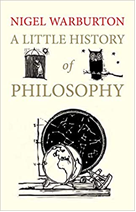 NIGEL WARBURTON
A LITTLE HISTORY
of
PHILOSOPHY